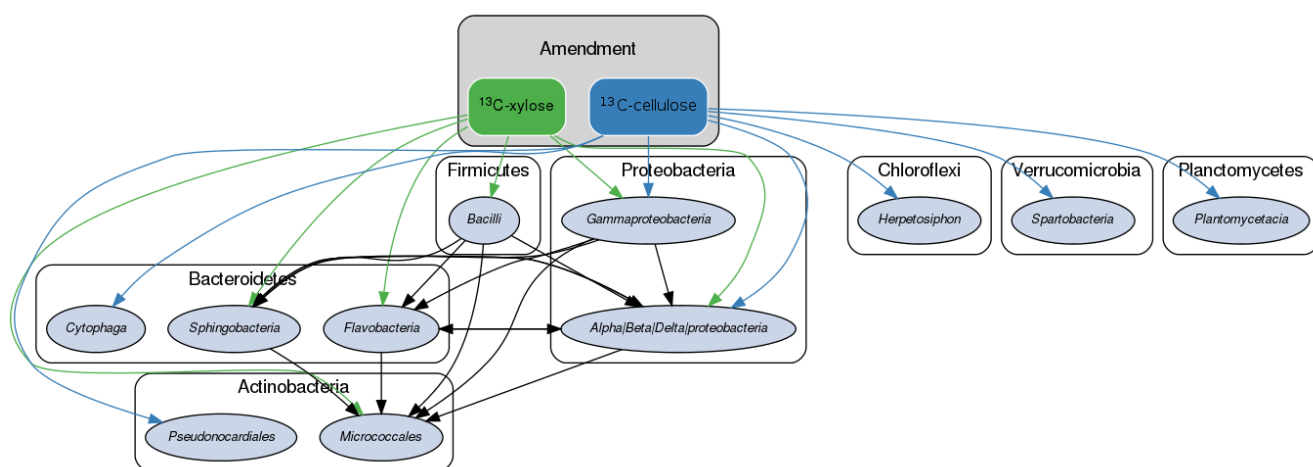 Amendment
¹³C-xylose
¹³C-cellulose
Firmicutes
Proteobacteria
Chloroflexi
Verrucomicrobia
Planctomycetes
Bacilli
Gammaproteobacteria
Herpetosiphon
Spartobacteria
Plantomycetacia
Bacteroidetes
Cytophaga
Sphingobacteria
Flavobacteria
Alpha|Beta|Delta|proteobacteria
Actinobacteria
Pseudonocardiales
Micrococcales